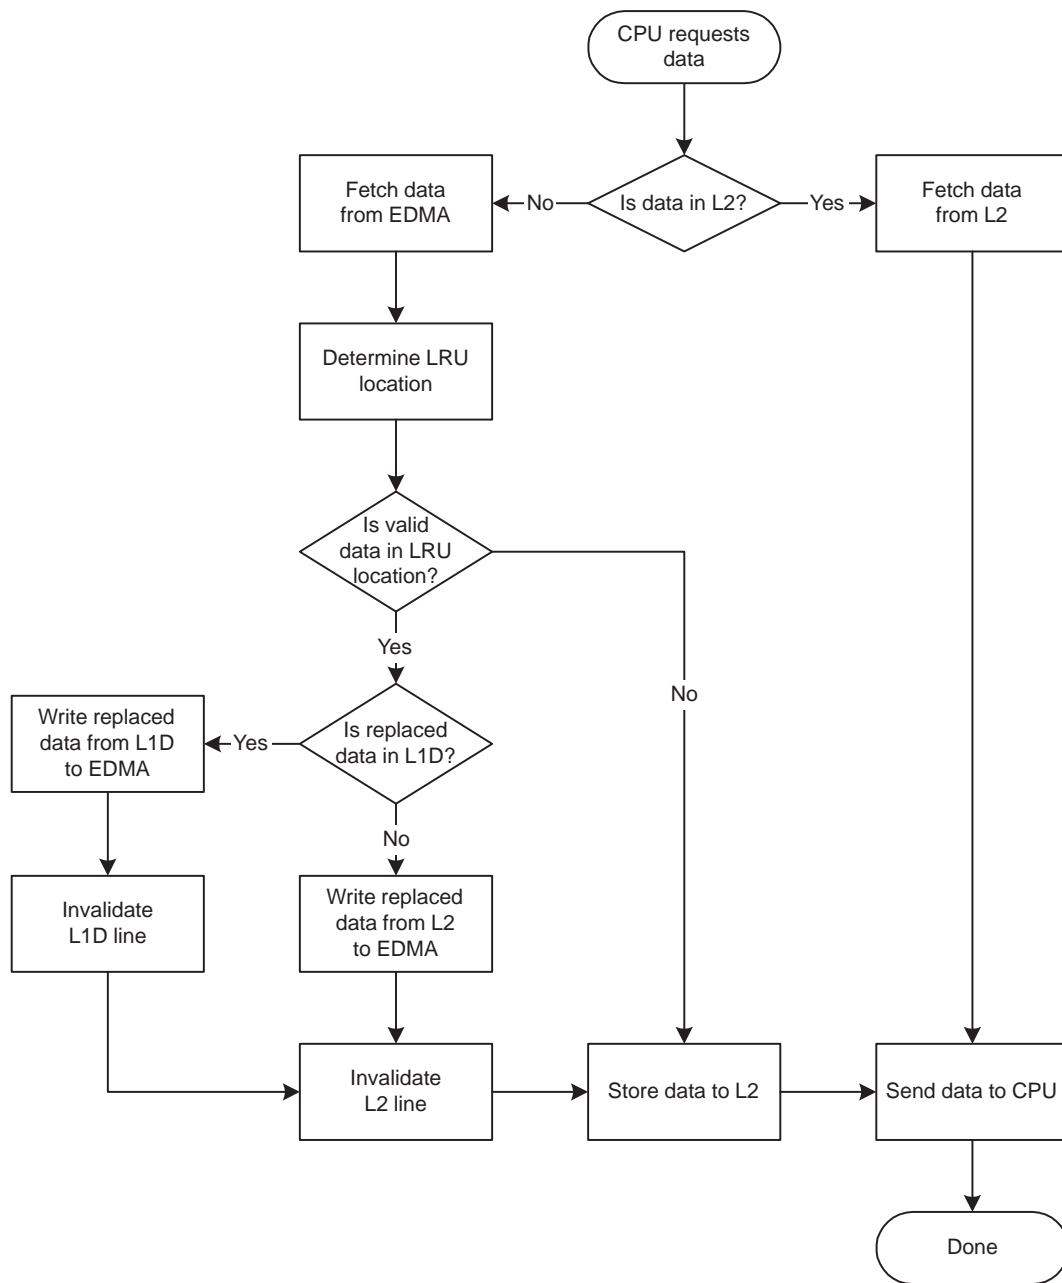 CPU requests
data
Is data in L2?
No
Yes
Fetch data
from EDMA
Fetch data
from L2
Determine LRU
location
Is valid
data in LRU
location?
Yes
No
Is replaced
data in L1D?
Yes
No
Write replaced
data from L1D
to EDMA
Invalidate
L1D line
Write replaced
data from L2
to EDMA
Invalidate
L2 line
Store data to L2
Send data to CPU
Done